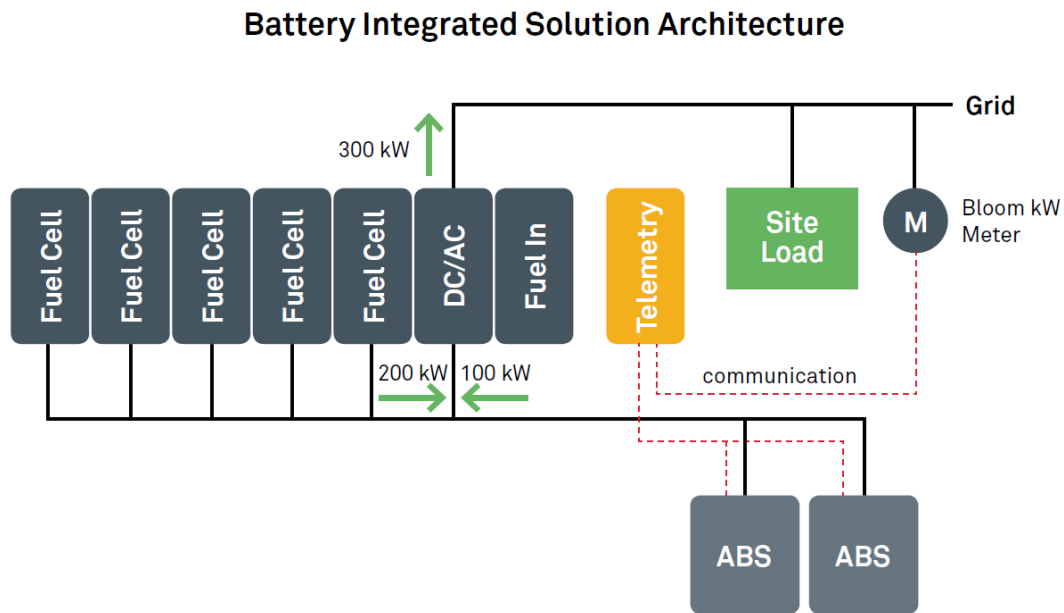 Battery Integrated Solution Architecture
Grid
300 kW
Fuel Cell
Fuel Cell
Fuel Cell
Fuel Cell
Fuel Cell
DC/AC
Fuel In
Telemetry
Site
Load
M
Bloom kW
Meter
200 kW
100 kW
communication
ABS
ABS